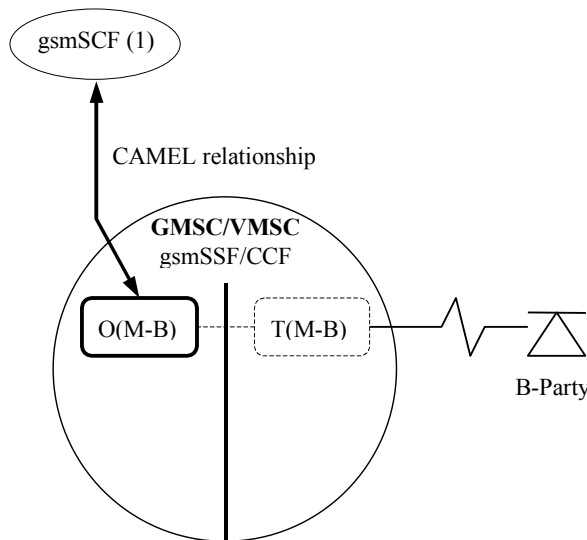 gsmSCF (1)
CAMEL relationship
GMSC/VMSC
gsmSSF/CCF
O(M-B)
T(M-B)
B-Party